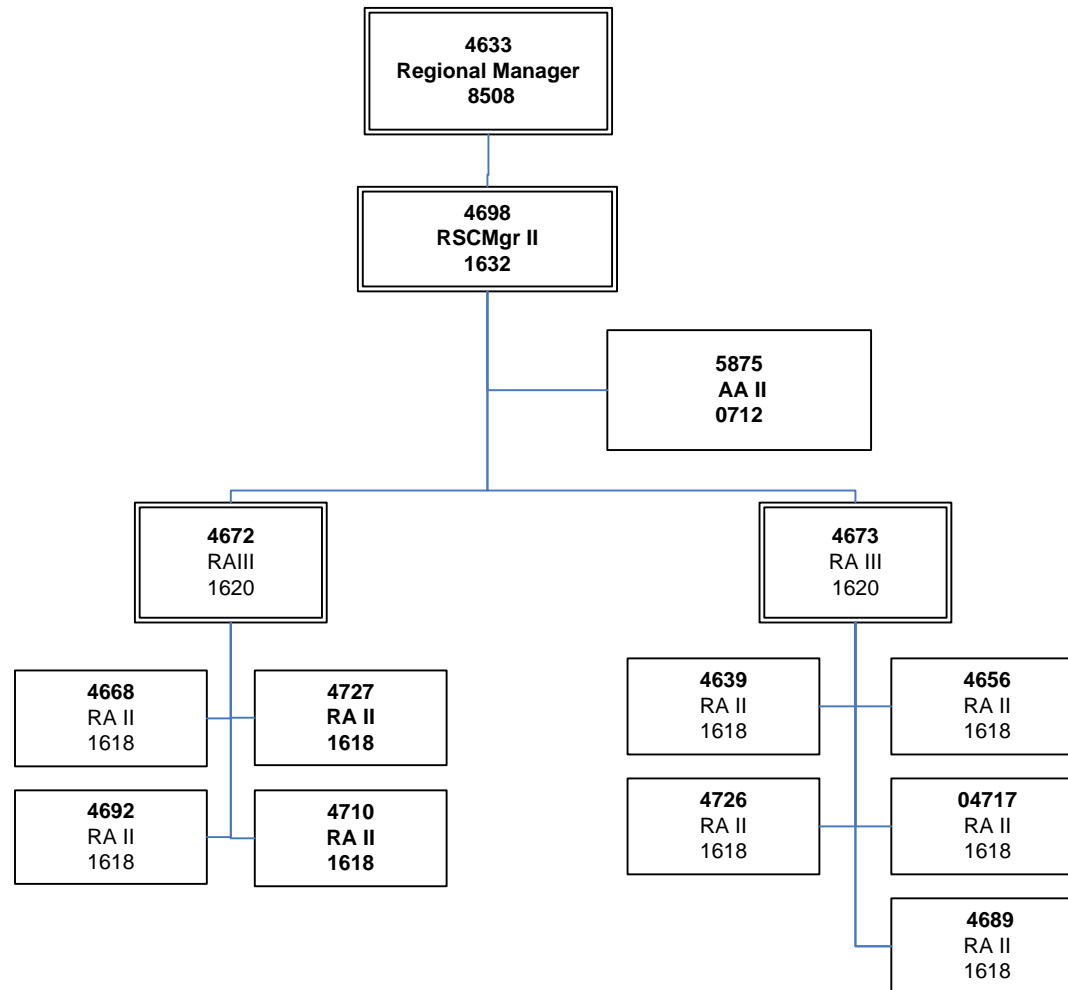 4633
Regional Manager
8508
4698
RSCMgr II
1632
5875
AA II
0712
4672
RAIII
1620
4673
RA III
1620
4668
RA II
1618
4727
RA II
1618
4692
RA II
1618
4710
RA II
1618
4639
RA II
1618
4656
RA II
1618
4726
RA II
1618
04717
RA II
1618
4689
RA II
1618